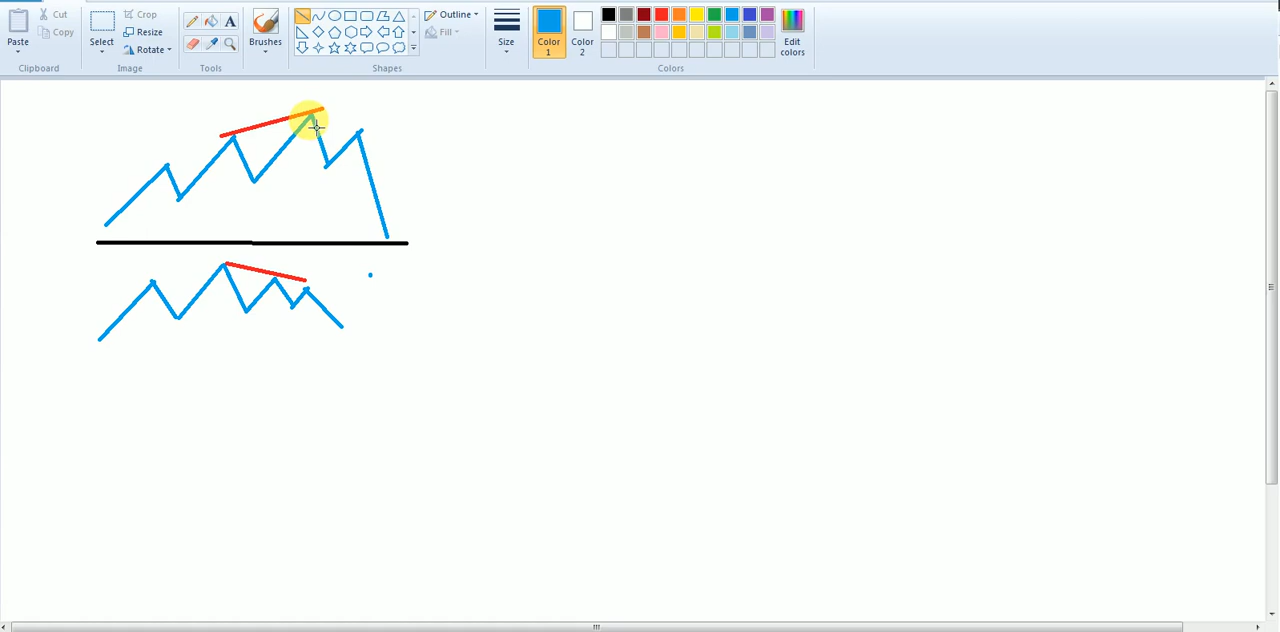 Paste
Cut
Copy
Clipboard
Select
Crop
Resize
Rotate
Image
Tools
Brushes
Shapes
Outline
Fill
Size
Color
1
Color
2
Edit
colors
Colors